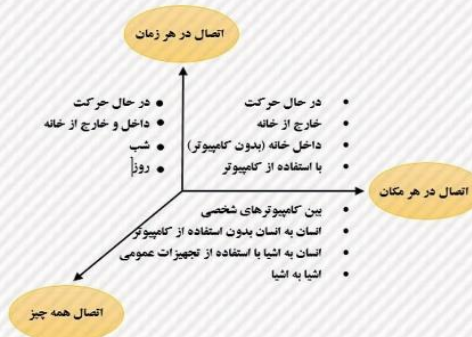 اتصال در هر زمان
در حال حرکت
خارج از خانه
داخل خانه (بدون کامپیوتر)
با استفاده از کامپیوتر
در حال حرکت
داخل و خارج از خانه
شب
روز
اتصال در هر مکان
بین کامپیوترهای شخصی
انسان به انسان بدون استفاده از کامپیوتر
انسان به اشیا با استفاده از تجهیزات عمومی
اشیا به اشیا
اتصال همه چیز